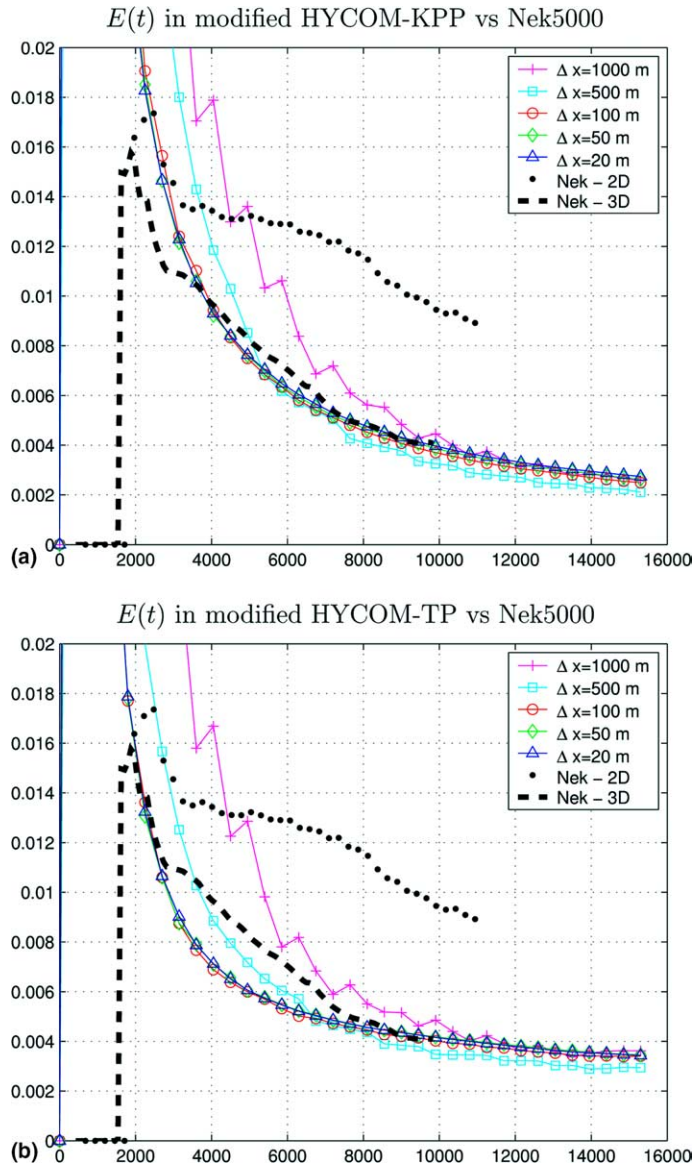 E(t) in modified HYCOM-KPP vs Nek5000
0.02
0.018
0.016
0.014
0.012
0.01
0.008
0.006
0.004
0.002
0
Δ x=1000 m
Δ x=500 m
Δ x=100 m
Δ x=50 m
Δ x=20 m
Nek – 2D
Nek – 3D
(a)
0 2000 4000 6000 8000 10000 12000 14000 16000
E(t) in modified HYCOM-TP vs Nek5000
0.02
0.018
0.016
0.014
0.012
0.01
0.008
0.006
0.004
0.002
0
Δ x=1000 m
Δ x=500 m
Δ x=100 m
Δ x=50 m
Δ x=20 m
Nek – 2D
Nek – 3D
(b)
0 2000 4000 6000 8000 10000 12000 14000 16000